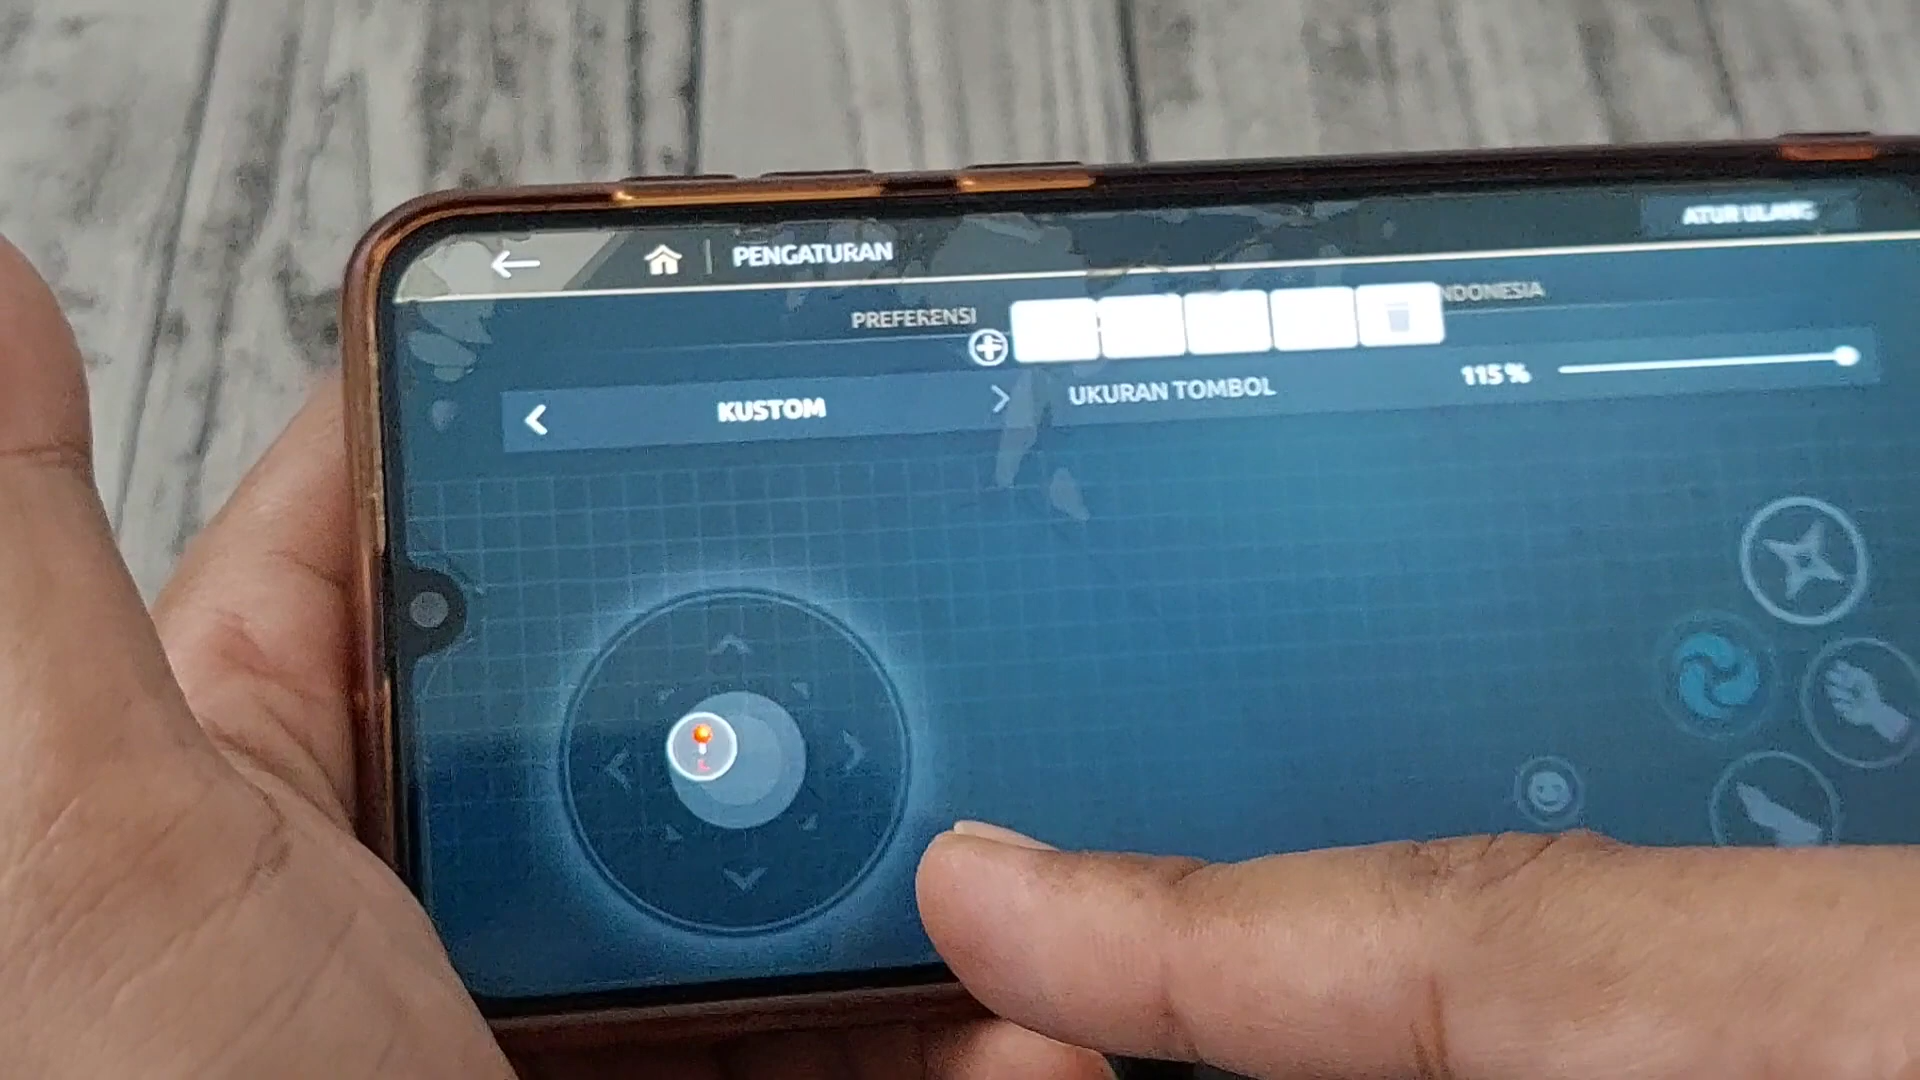 PENGATURAN
ATUR ULANG
PREFERENSI
NDONESIA
KUSTOM
UKURAN TOMBOL
115 %
L